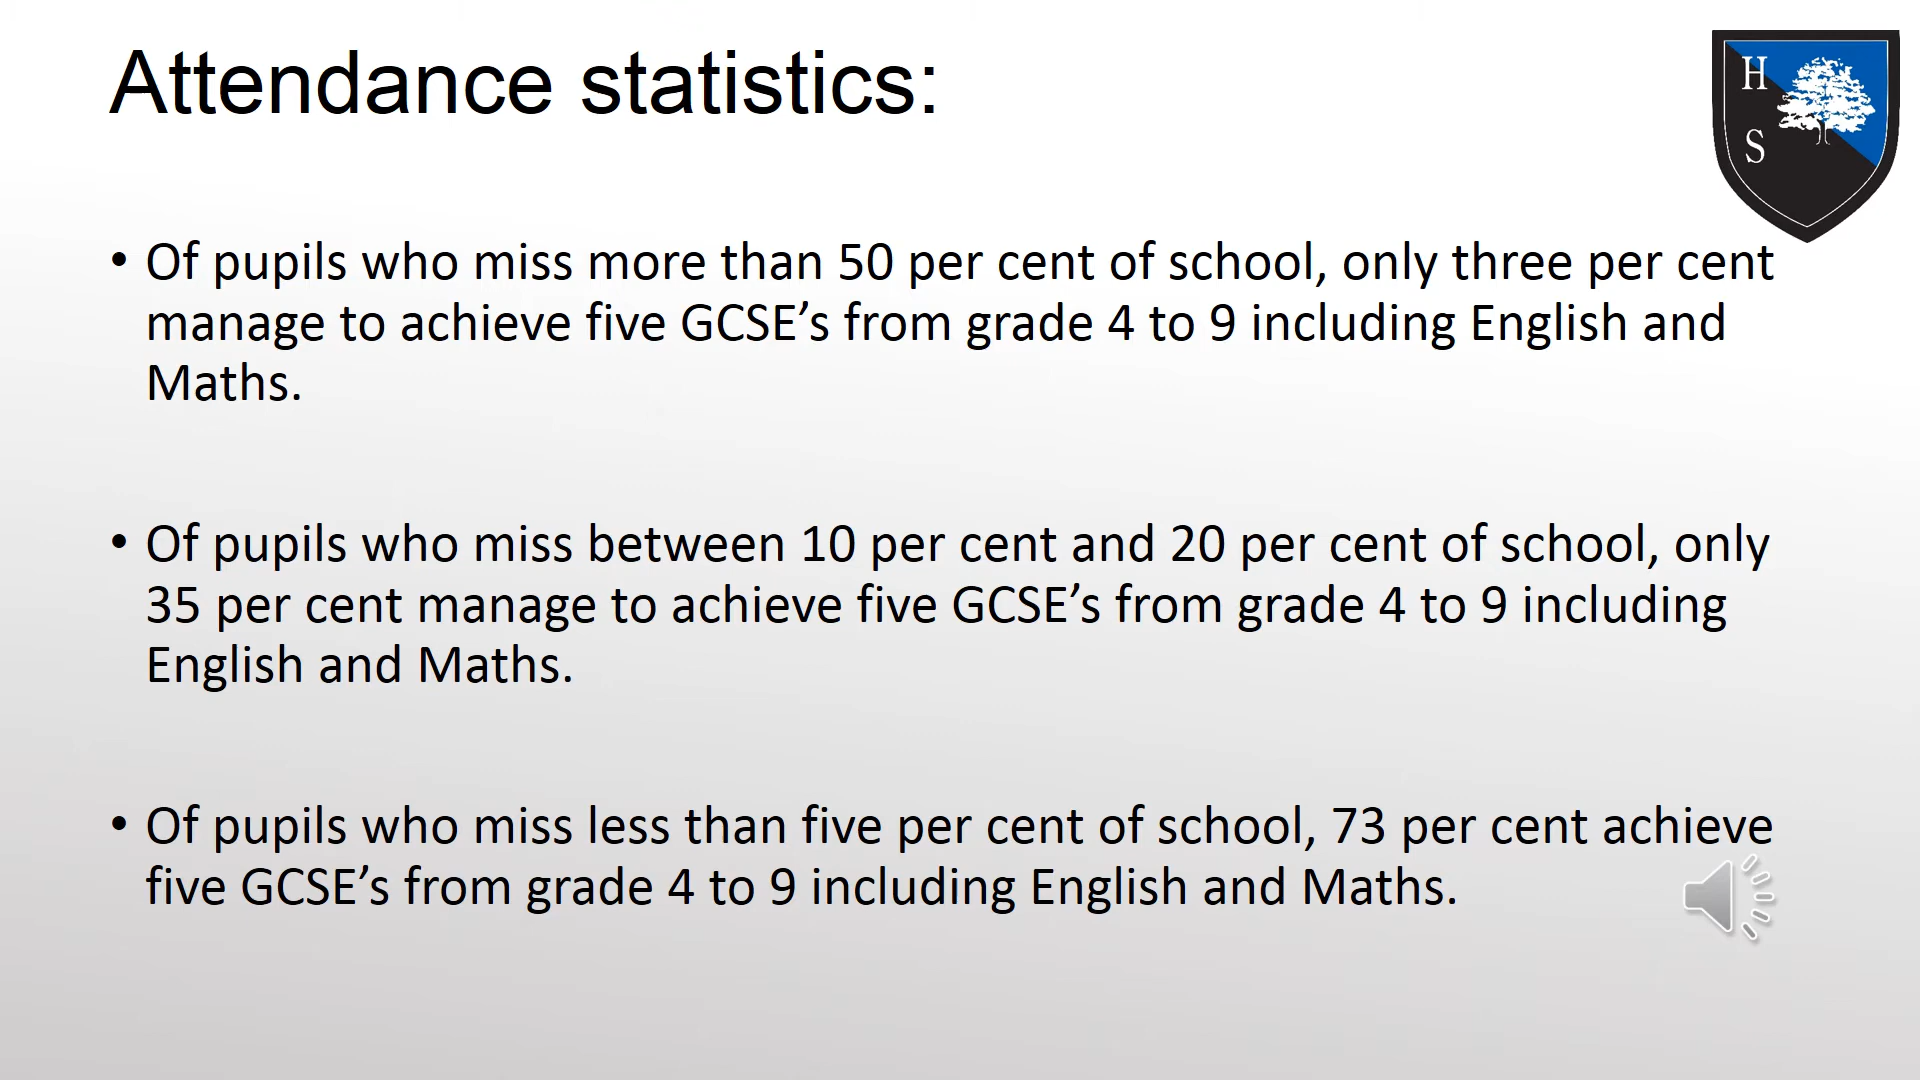 Attendance statistics:
H
S
• Of pupils who miss more than 50 per cent of school, only three per cent
manage to achieve five GCSE’s from grade 4 to 9 including English and
Maths.
• Of pupils who miss between 10 per cent and 20 per cent of school, only
35 per cent manage to achieve five GCSE’s from grade 4 to 9 including
English and Maths.
• Of pupils who miss less than five per cent of school, 73 per cent achieve
five GCSE’s from grade 4 to 9 including English and Maths.